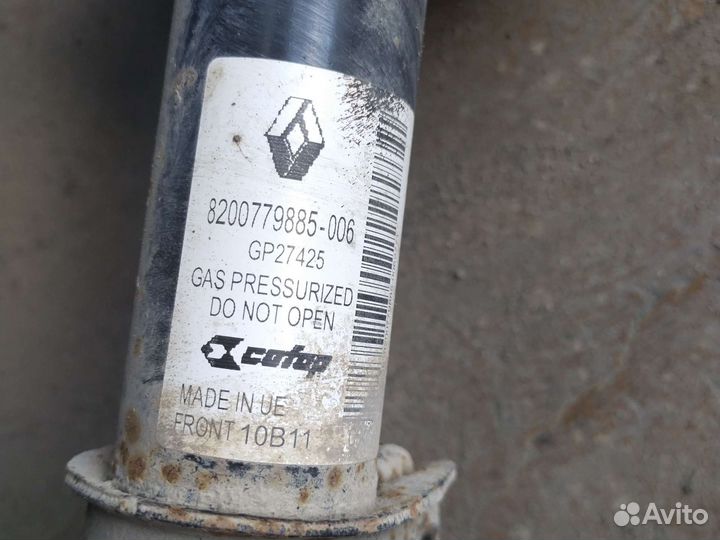 8200779885-006
GP27425
GAS PRESSURIZED
DO NOT OPEN
cofap
MADE IN UE
FRONT 10B11
Avito